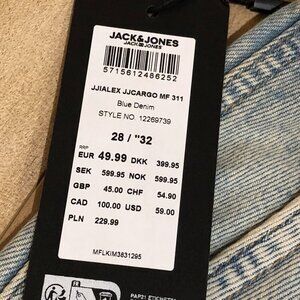 JACK&JONES
JACK&JONES
5715612486252
JJIALEX JJCARGO MF 311
Blue Denim
STYLE NO. 12269739
28 / "32
RRP
EUR 49.99 DKK 399.95
SEK 599.95 NOK 599.95
GBP 45.00 CHF 54.90
CAD 100.00 USD 59.00
PLN 229.99
MFLKIM3831295
PAP21